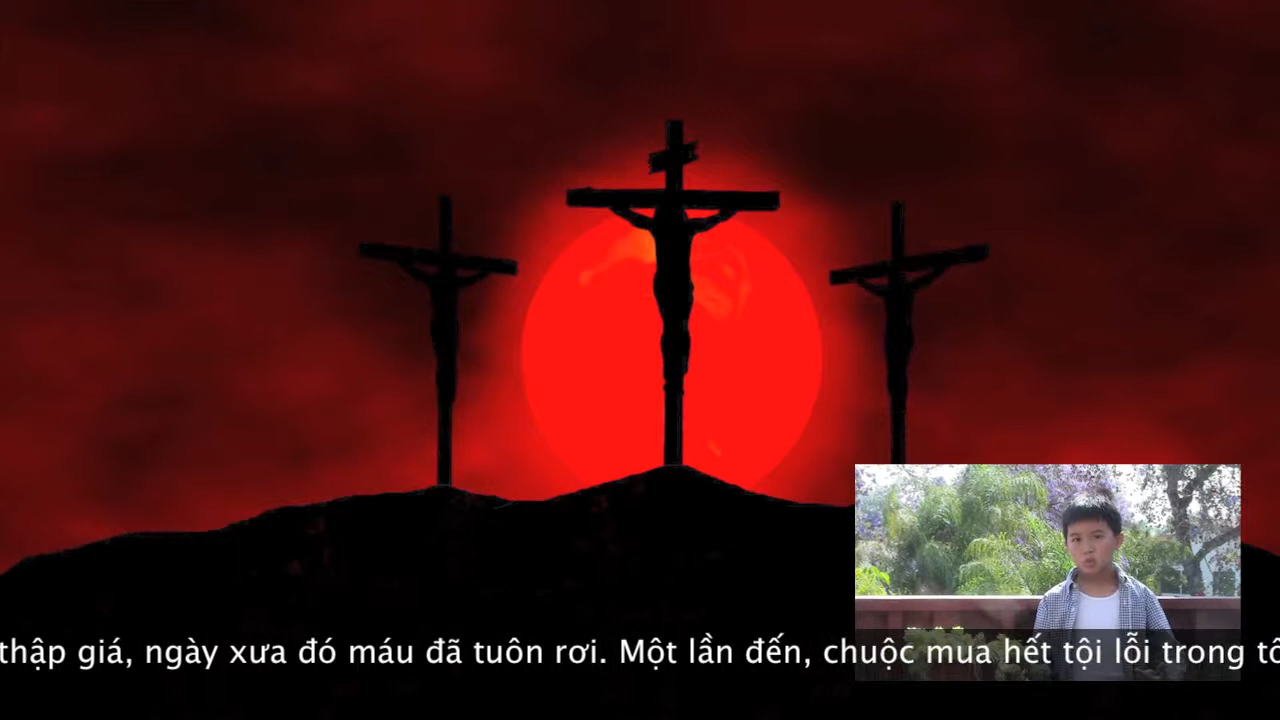 thập giá, ngày xưa đó máu đã tuôn rơi. Một lần đến, chuộc mua hết tội lỗi trong